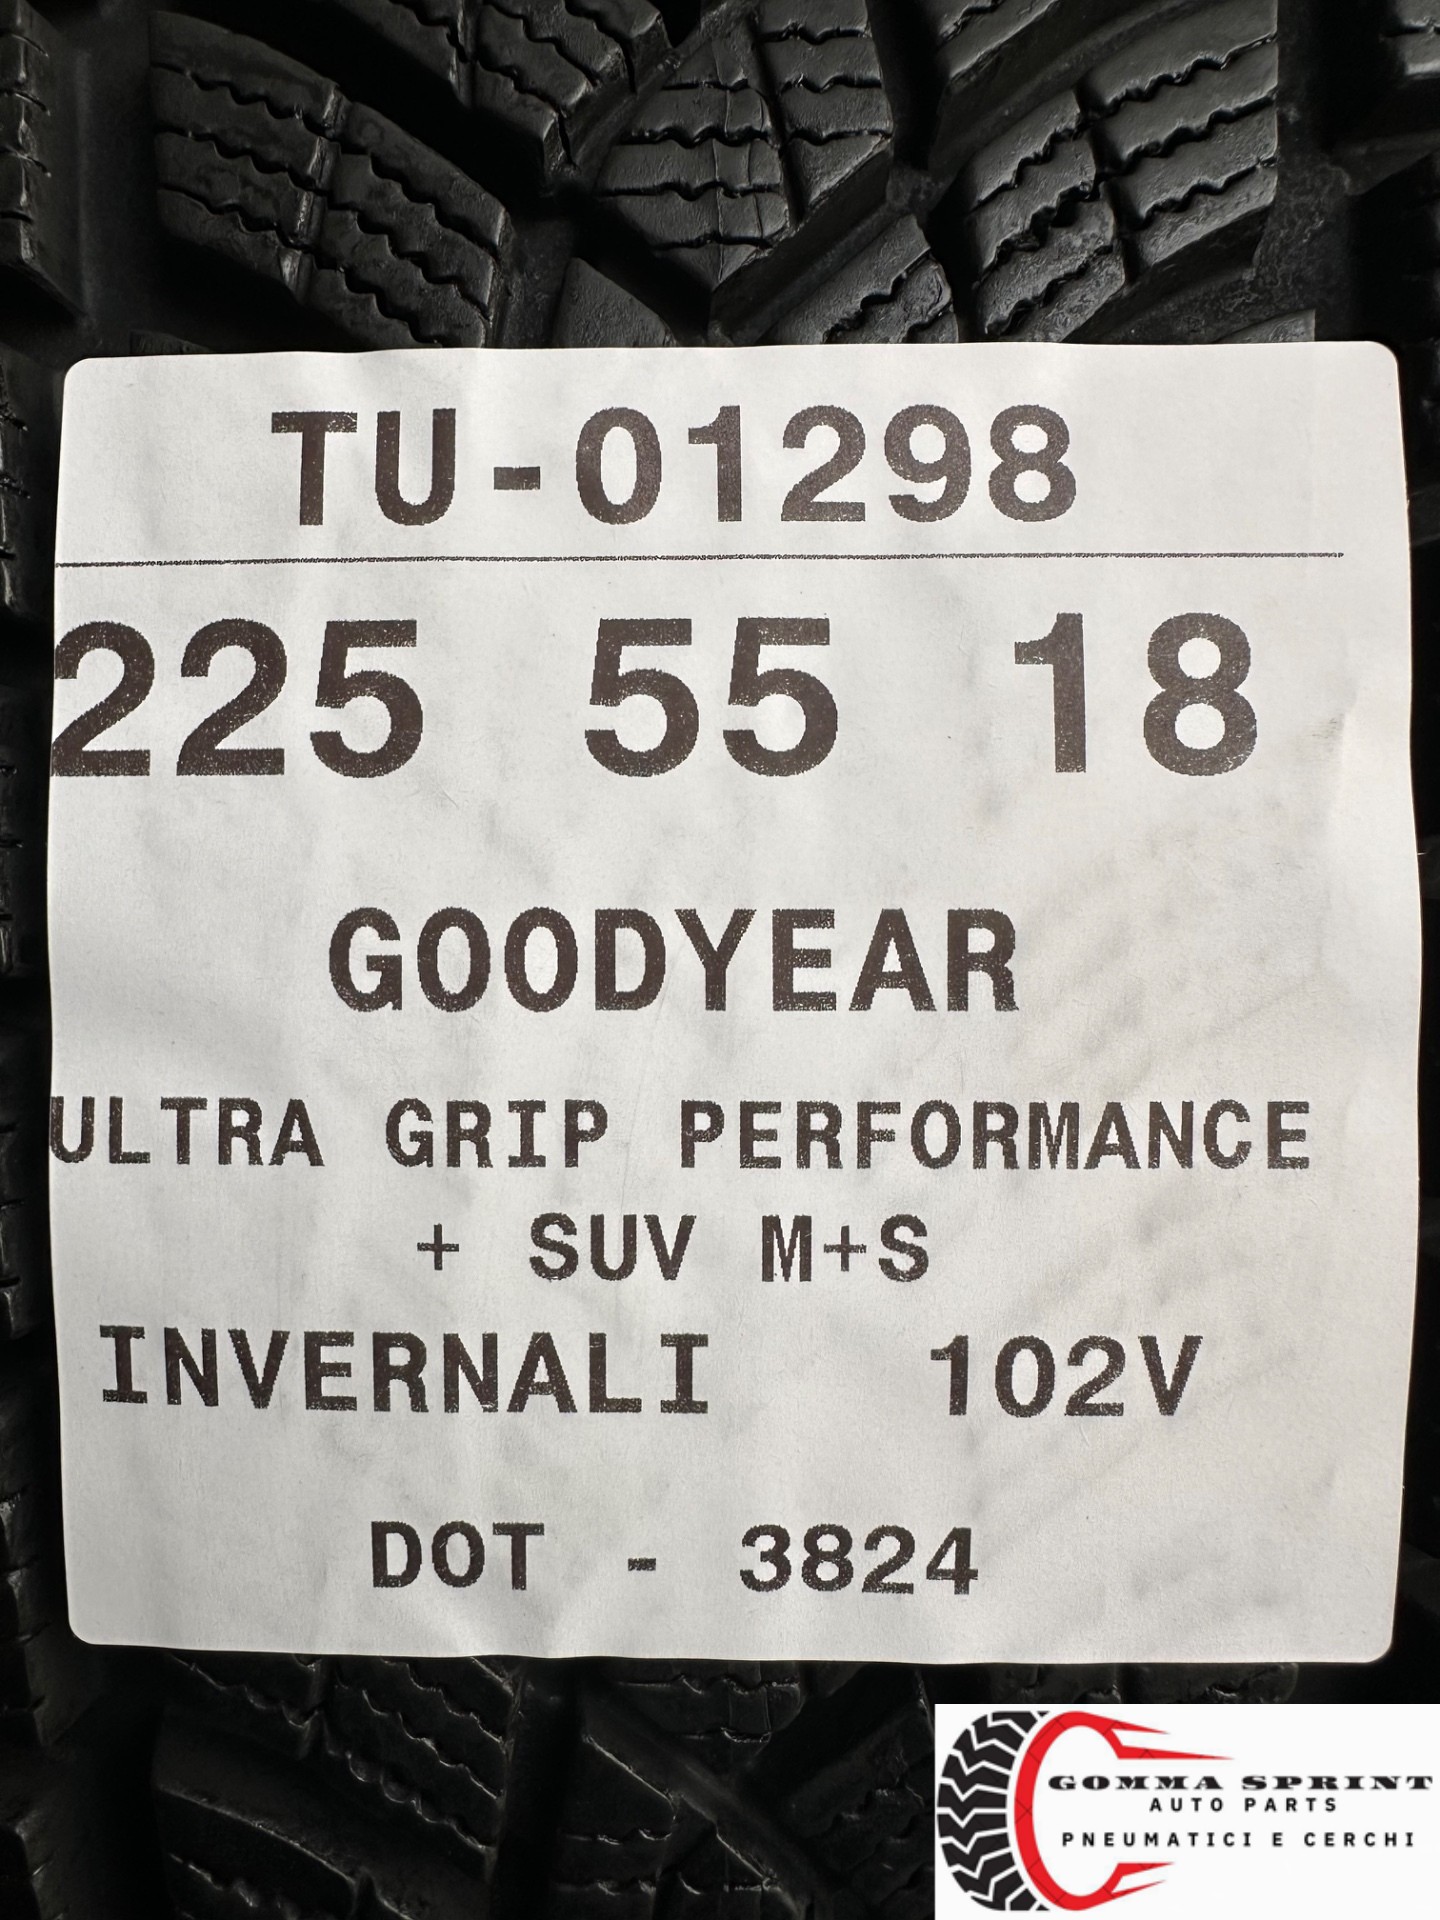 TU-01298
225 55 18
GOODYEAR
ULTRA GRIP PERFORMANCE
+ SUV M+S
INVERNALI 102V
DOT - 3824
GOMMA SPRINT
AUTO PARTS
PNEUMATICI E CERCHI